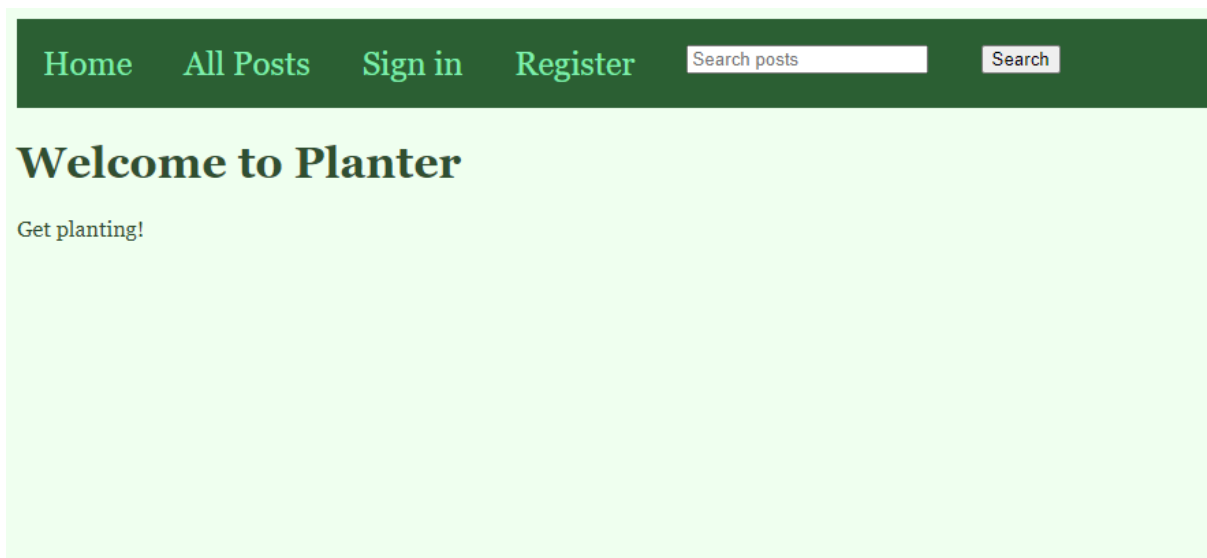 Home All Posts Sign in Register Search posts Search
Welcome to Planter
Get planting!